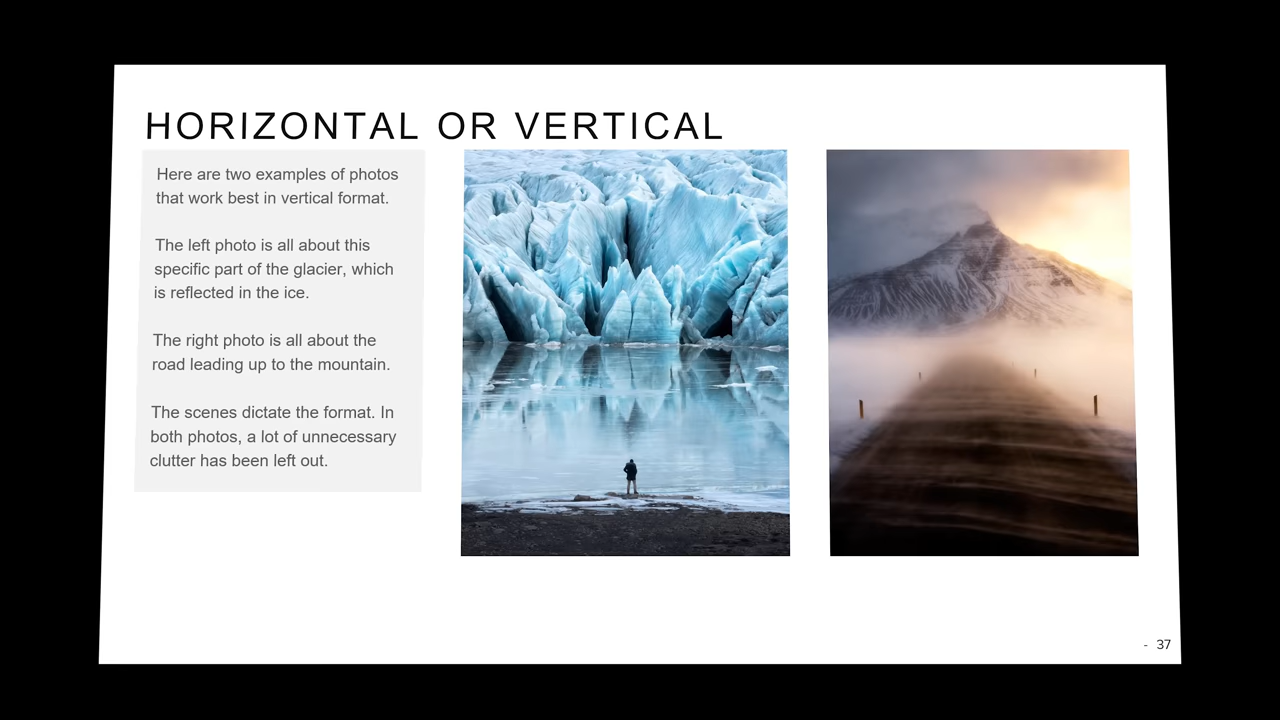 HORIZONTAL OR VERTICAL
Here are two examples of photos
that work best in vertical format.
The left photo is all about this
specific part of the glacier, which
is reflected in the ice.
The right photo is all about the
road leading up to the mountain.
The scenes dictate the format. In
both photos, a lot of unnecessary
clutter has been left out.
- 37